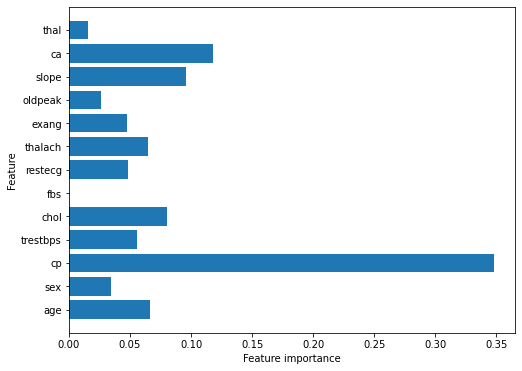 thal
ca
slope
oldpeak
exang
thalach
restecg
fbs
chol
trestbps
cp
sex
age
Feature
0.00 0.05 0.10 0.15 0.20 0.25 0.30 0.35
Feature importance